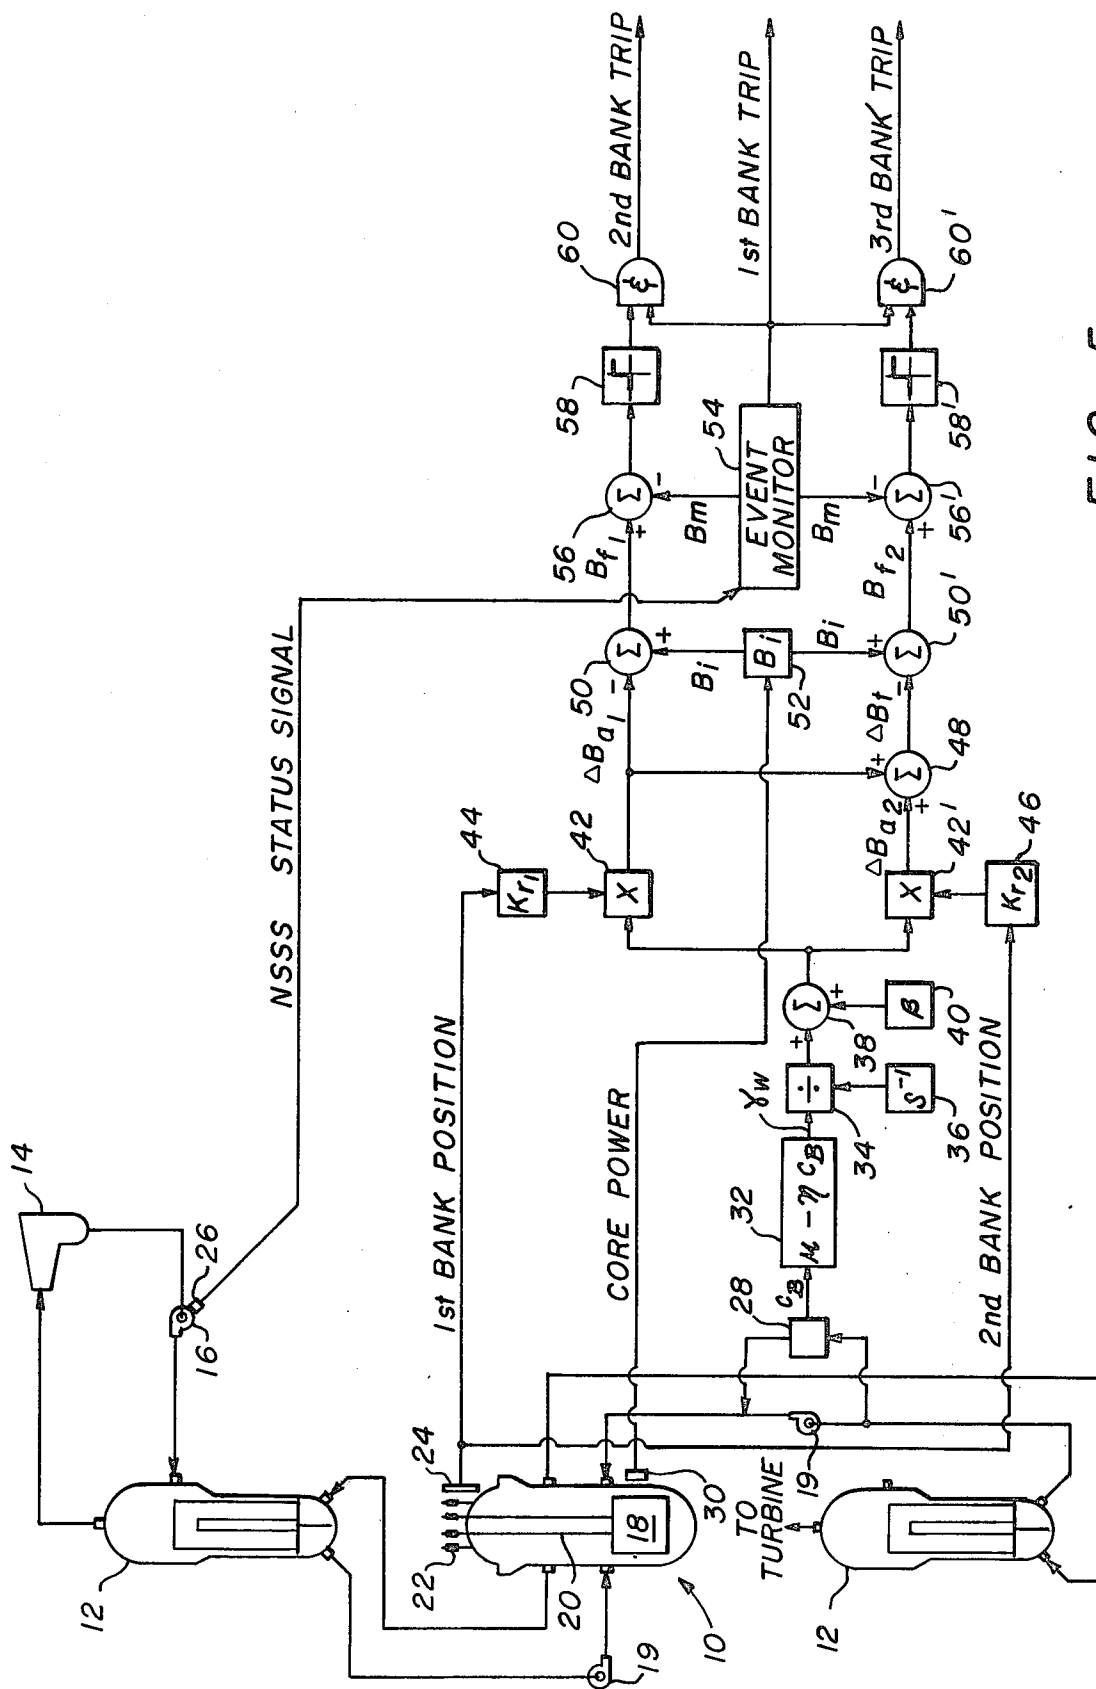 2nd BANK TRIP
1st BANK TRIP
3rd BANK TRIP
60
&
60'
&
58
58'
54
EVENT
MONITOR
56
Σ
-
+
Bf1
Bm
Bm
56'
Σ
-
+
Bf2
50
Σ
+
-
Bi
Bi
52
Bi
50'
Σ
+
-
ΔBa1
ΔBt
48
Σ
+
+
ΔBa2
NSSS STATUS SIGNAL
44
Kr1
42
X
42'
X
46
Kr2
38
Σ
+
+
40
β
γw
34
÷
36
S-1
32
μ - η CB
CB
28
1st BANK POSITION
CORE POWER
2nd BANK POSITION
14
26
16
12
24
22
20
18
30
10
19
19
TO
TURBINE
12